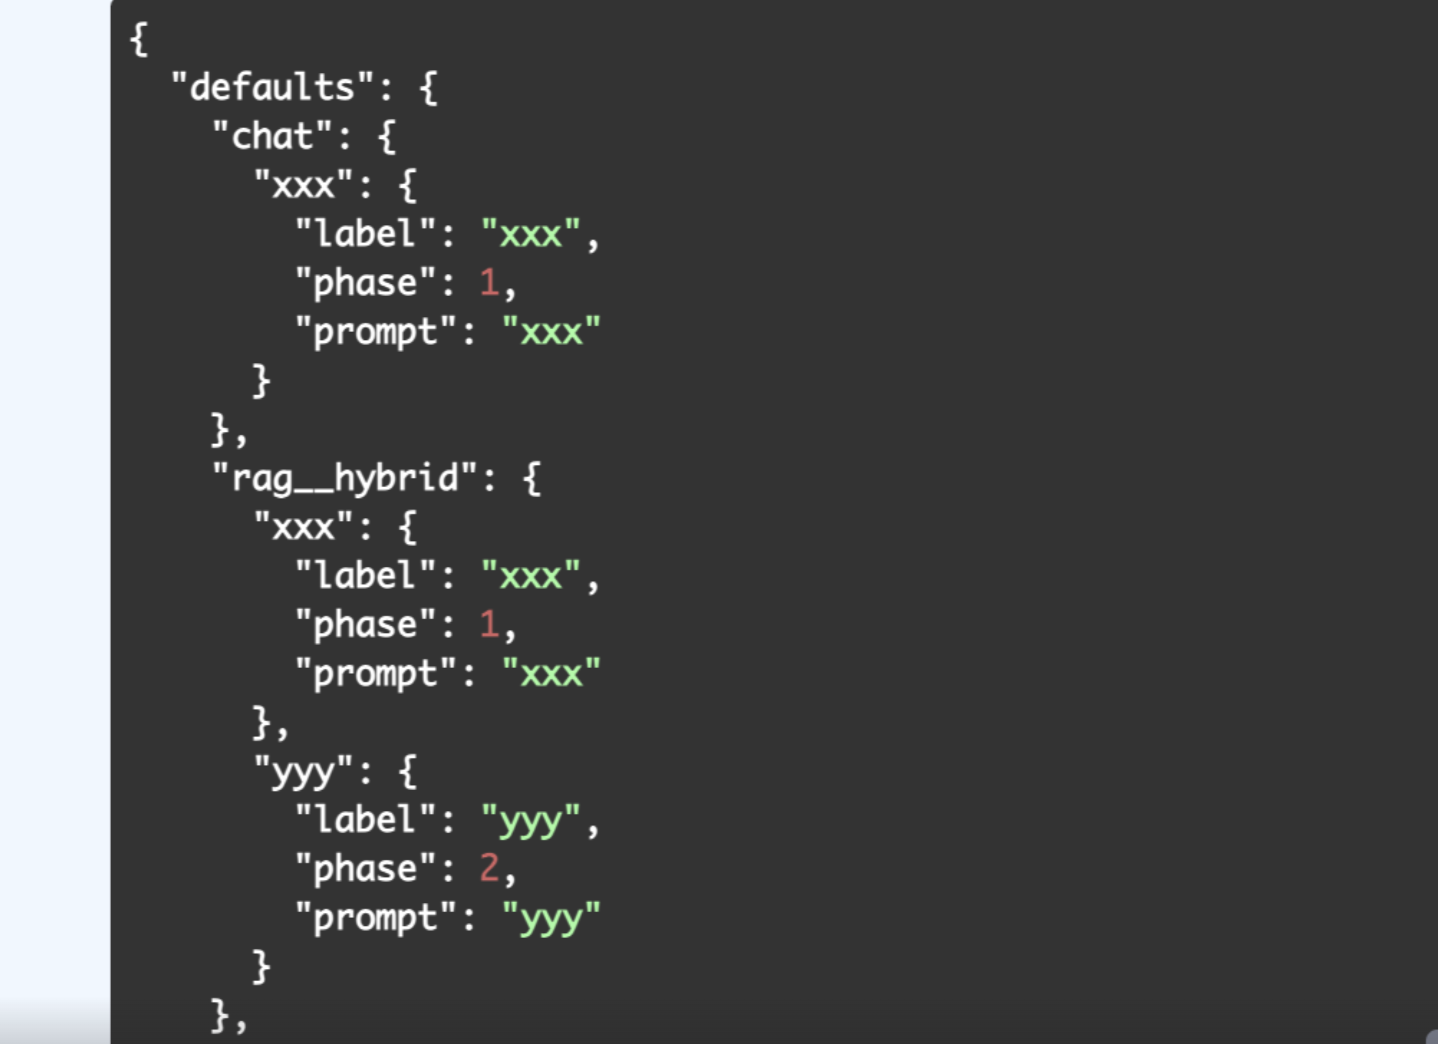 {
  "defaults": {
    "chat": {
      "xxx": {
        "label": "xxx",
        "phase": 1,
        "prompt": "xxx"
      }
    },
    "rag__hybrid": {
      "xxx": {
        "label": "xxx",
        "phase": 1,
        "prompt": "xxx"
      },
      "yyy": {
        "label": "yyy",
        "phase": 2,
        "prompt": "yyy"
      }
    },